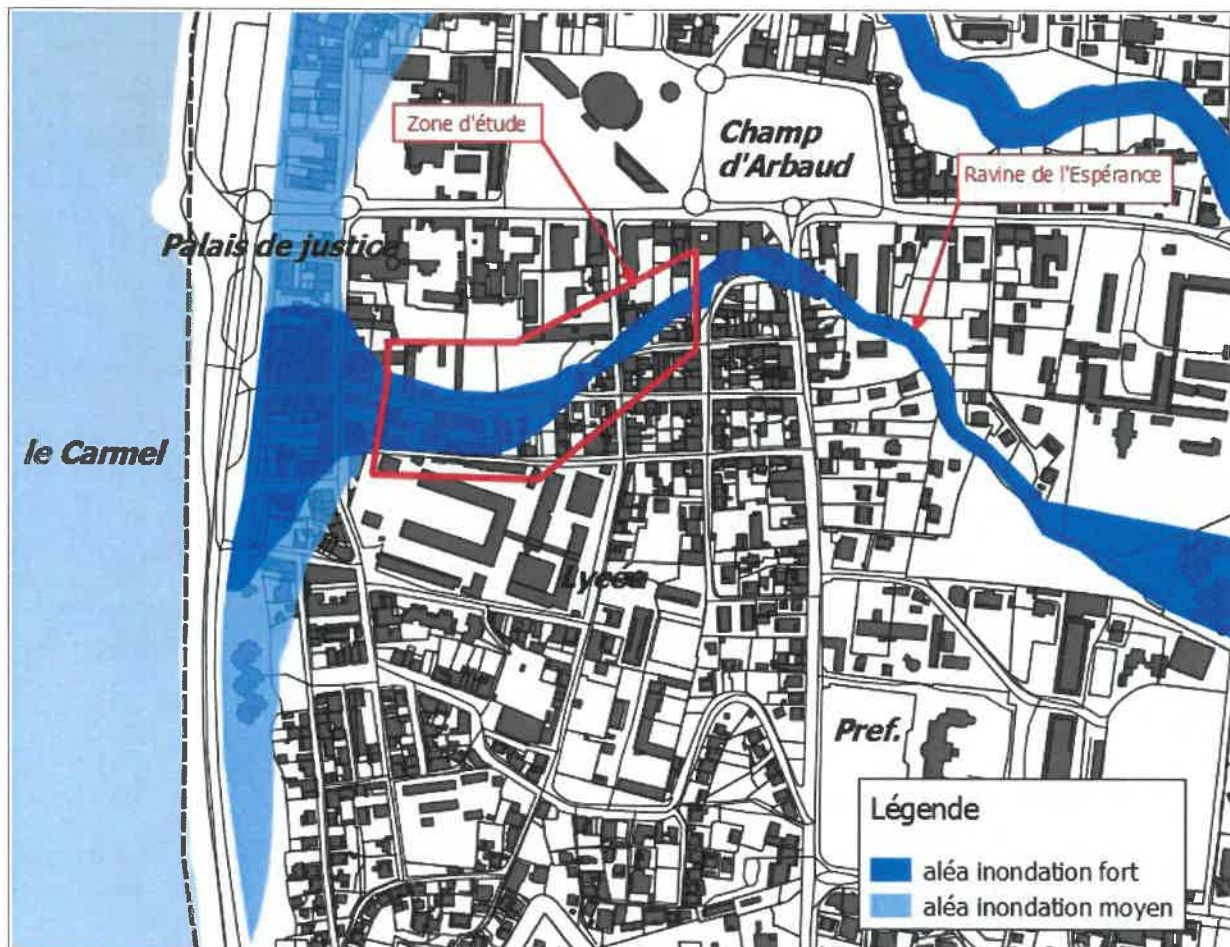 Zone d'étude
Champ
d'Arbaud
Ravine de l'Espérance
Palais de justice
le Carmel
Lycee
Pref.
Légende
aléa inondation fort
aléa inondation moyen